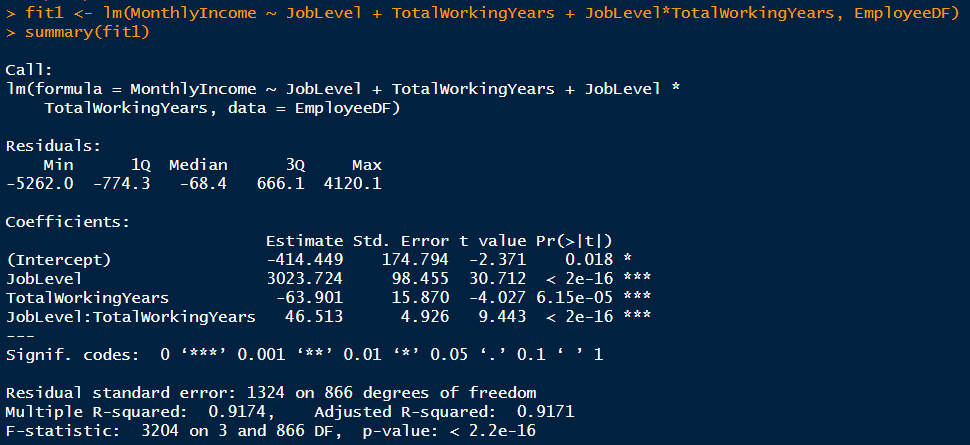 > fit1 <- lm(MonthlyIncome ~ JobLevel + TotalWorkingYears + JobLevel*TotalWorkingYears, EmployeeDF)
> summary(fit1)
Call:
lm(formula = MonthlyIncome ~ JobLevel + TotalWorkingYears + JobLevel *
    TotalWorkingYears, data = EmployeeDF)
Residuals:
    Min      1Q  Median      3Q     Max
-5262.0  -774.3   -68.4   666.1  4120.1
Coefficients:
                           Estimate Std. Error t value Pr(>|t|)
(Intercept)                -414.449    174.794  -2.371    0.018 *
JobLevel                   3023.724     98.455  30.712  < 2e-16 ***
TotalWorkingYears           -63.901     15.870  -4.027 6.15e-05 ***
JobLevel:TotalWorkingYears   46.513      4.926   9.443  < 2e-16 ***
---
Signif. codes:  0 ‘***’ 0.001 ‘**’ 0.01 ‘*’ 0.05 ‘.’ 0.1 ‘ ’ 1
Residual standard error: 1324 on 866 degrees of freedom
Multiple R-squared:  0.9174,    Adjusted R-squared:  0.9171
F-statistic:  3204 on 3 and 866 DF,  p-value: < 2.2e-16